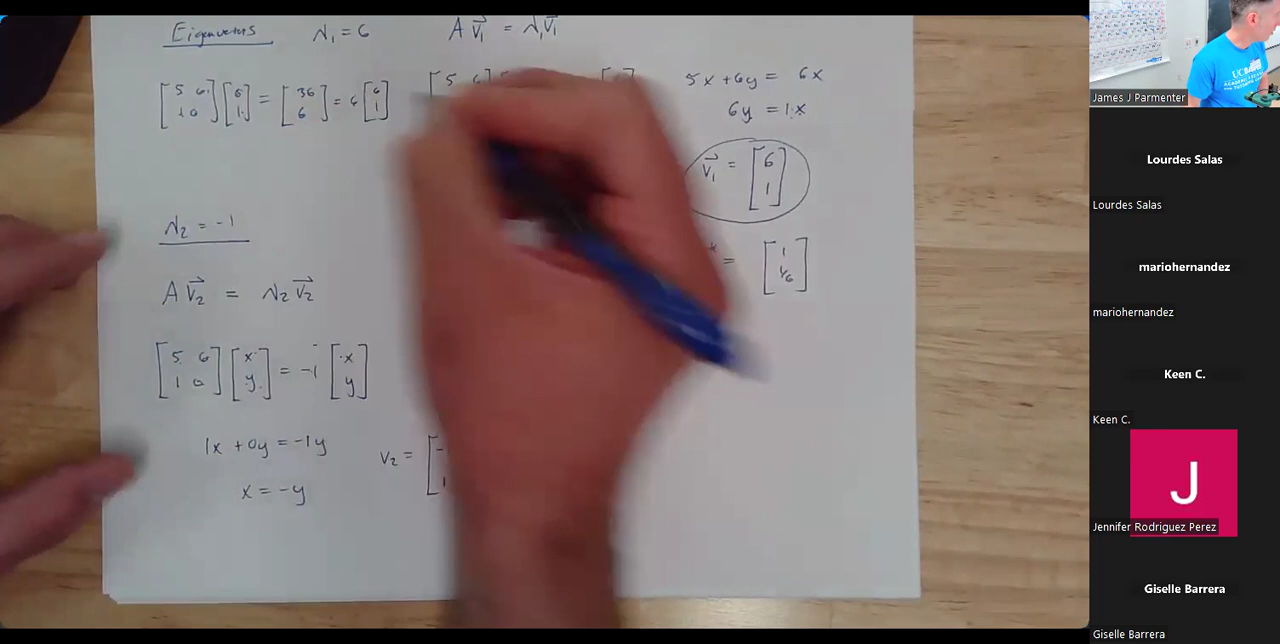 Eigenvectors λ₁ = 6 A v₁ = λ₁v₁
[5 6; 1 0] [6; 1] = [36; 6] = 6 [6; 1]
5x + 6y = 6x
6y = 1x
v₁ = [6; 1]
= [1; 1/6]
λ₂ = -1
A v₂ = λ₂ v₂
[5 6; 1 0] [x; y] = -1 [x; y]
1x + 0y = -1y
x = -y
v₂ =
James J Parmenter
Lourdes Salas
Lourdes Salas
mariohernandez
mariohernandez
Keen C.
Keen C.
J
Jennifer Rodriguez Perez
Giselle Barrera
Giselle Barrera